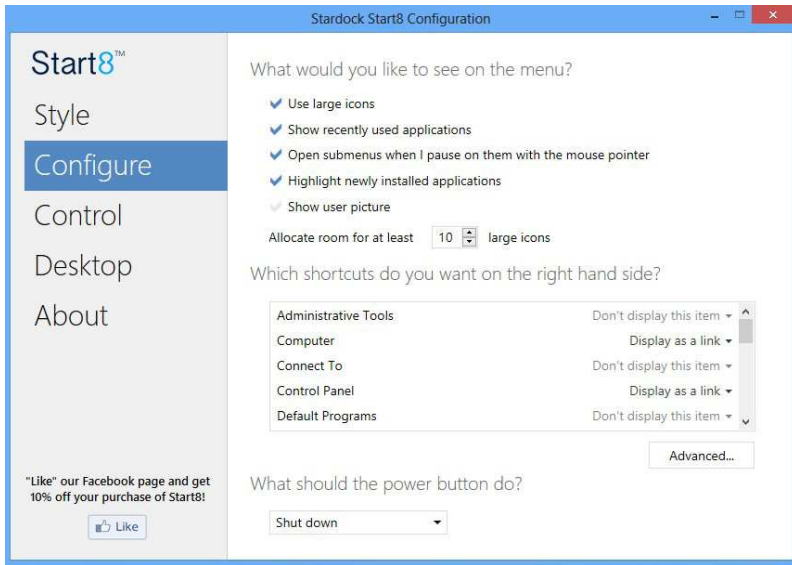 Stardock Start8 Configuration
Start8™
Style
Configure
Control
Desktop
About
"Like" our Facebook page and get
10% off your purchase of Start8!
Like
What would you like to see on the menu?
Use large icons
Show recently used applications
Open submenus when I pause on them with the mouse pointer
Highlight newly installed applications
Show user picture
Allocate room for at least 10 large icons
Which shortcuts do you want on the right hand side?
Administrative Tools Don't display this item
Computer Display as a link
Connect To Don't display this item
Control Panel Display as a link
Default Programs Don't display this item
Advanced...
What should the power button do?
Shut down